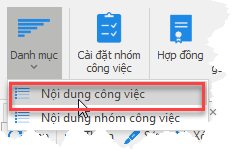 Danh mục
Cài đặt nhóm
công việc
Hợp đồng
Nội dung công việc
Nội dung nhóm công việc